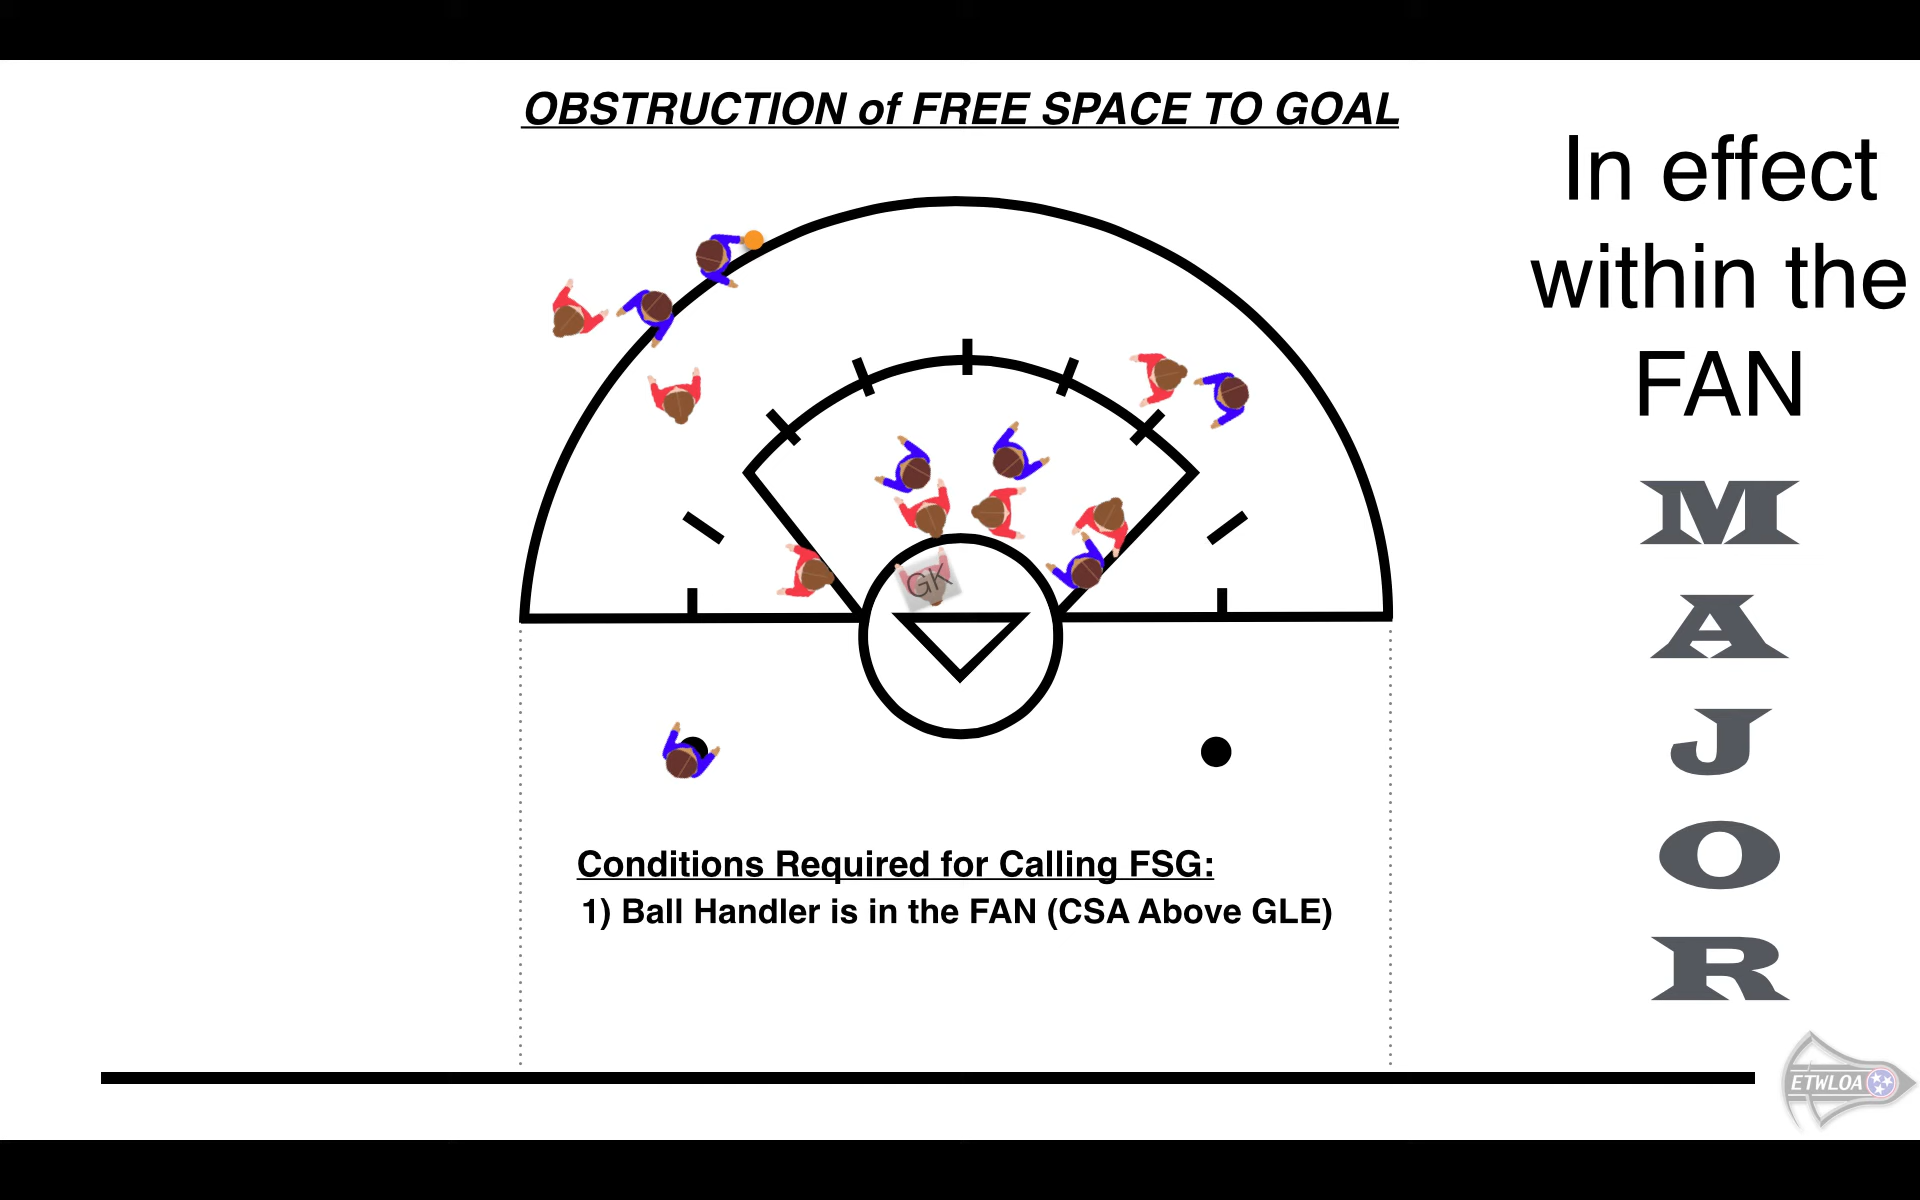 OBSTRUCTION of FREE SPACE TO GOAL
In effect
within the
FAN
M
A
J
O
R
GK
Conditions Required for Calling FSG:
1) Ball Handler is in the FAN (CSA Above GLE)
ETWLOA